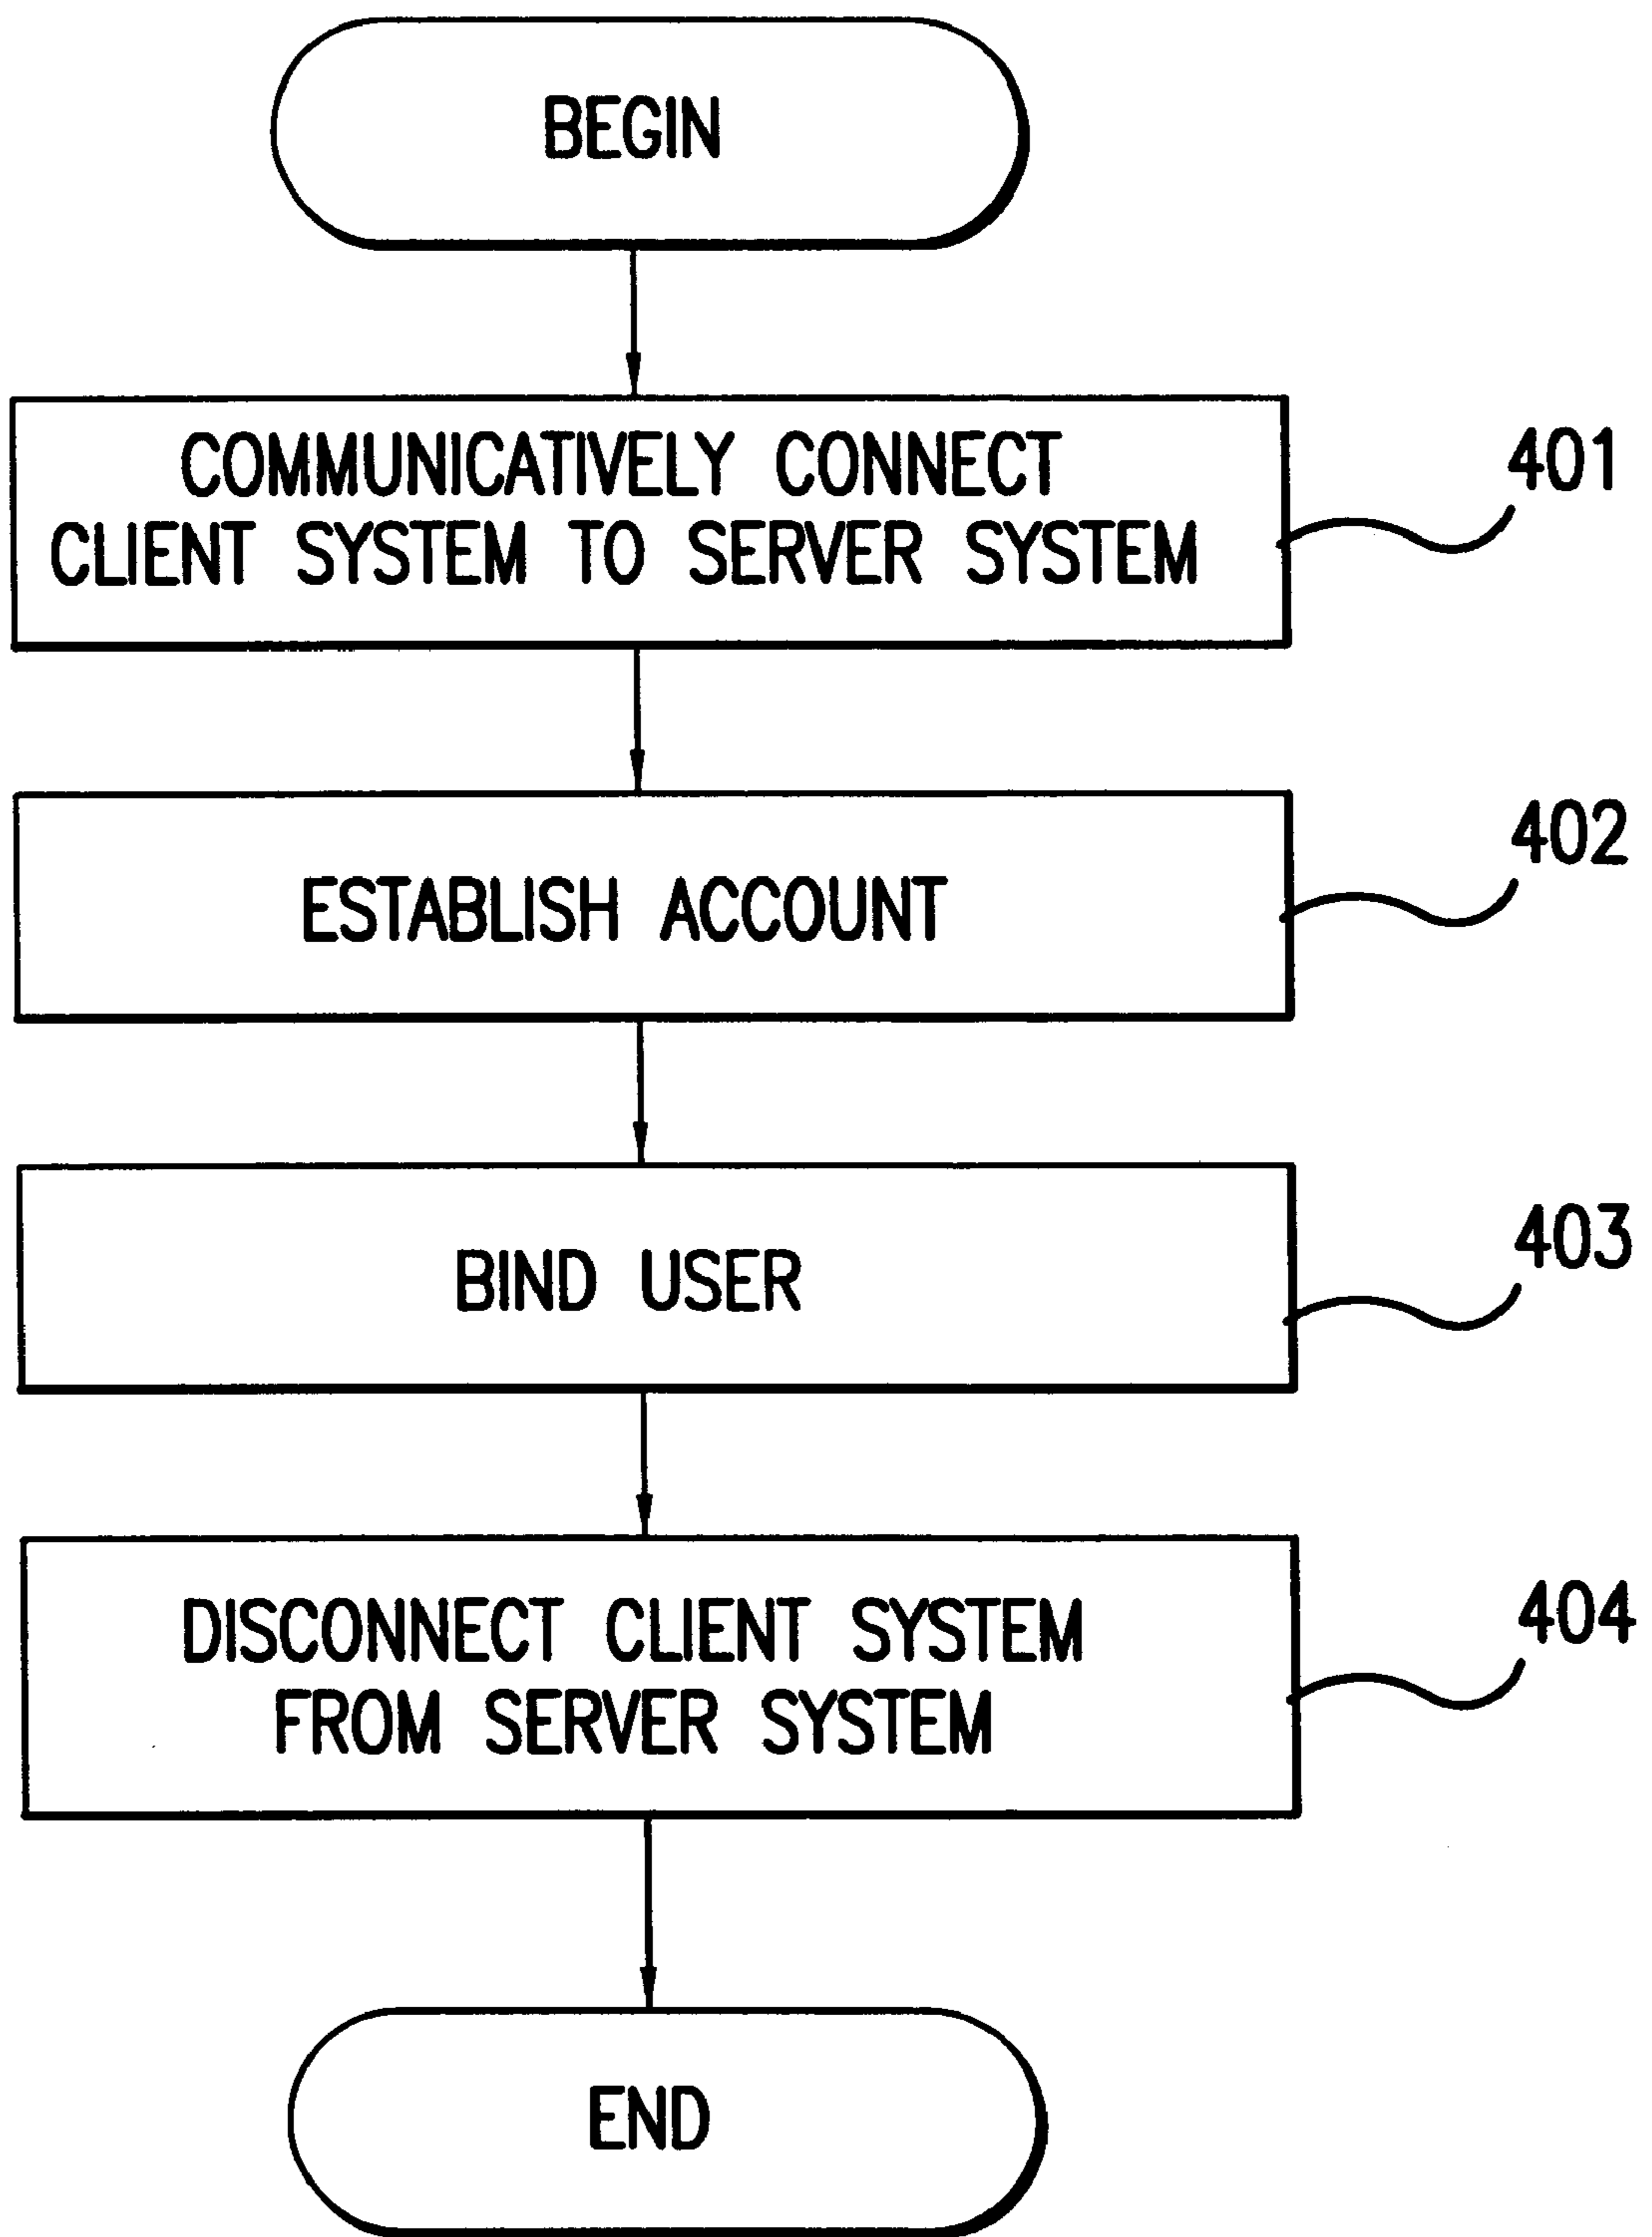 BEGIN
COMMUNICATIVELY CONNECT
CLIENT SYSTEM TO SERVER SYSTEM
401
ESTABLISH ACCOUNT
402
BIND USER
403
DISCONNECT CLIENT SYSTEM
FROM SERVER SYSTEM
404
END